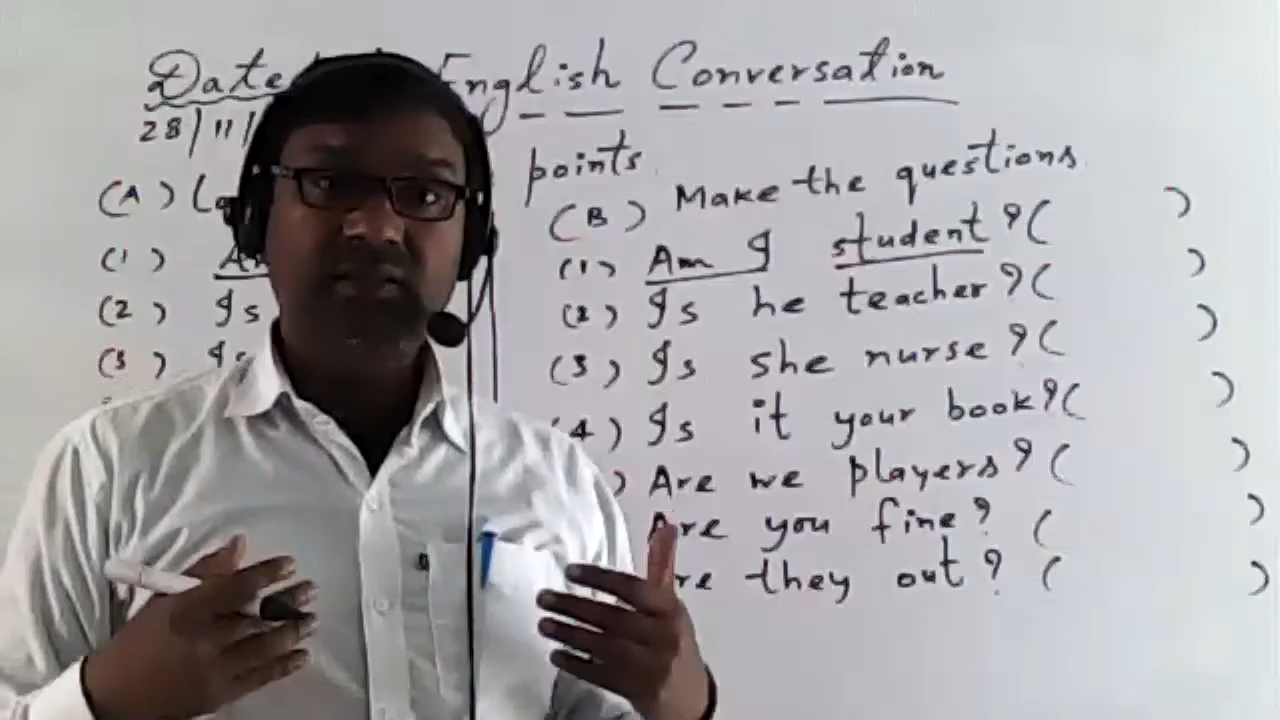 Date English Conversation
28/11/
points
(A)
(B) Make the questions
(1)
(1) Am I student? ( )
(2) Is
(2) Is he teacher? ( )
(3) Is
(3) Is she nurse? ( )
(4) Is it your book? ( )
) Are we players? ( )
Are you fine? ( )
they out? ( )